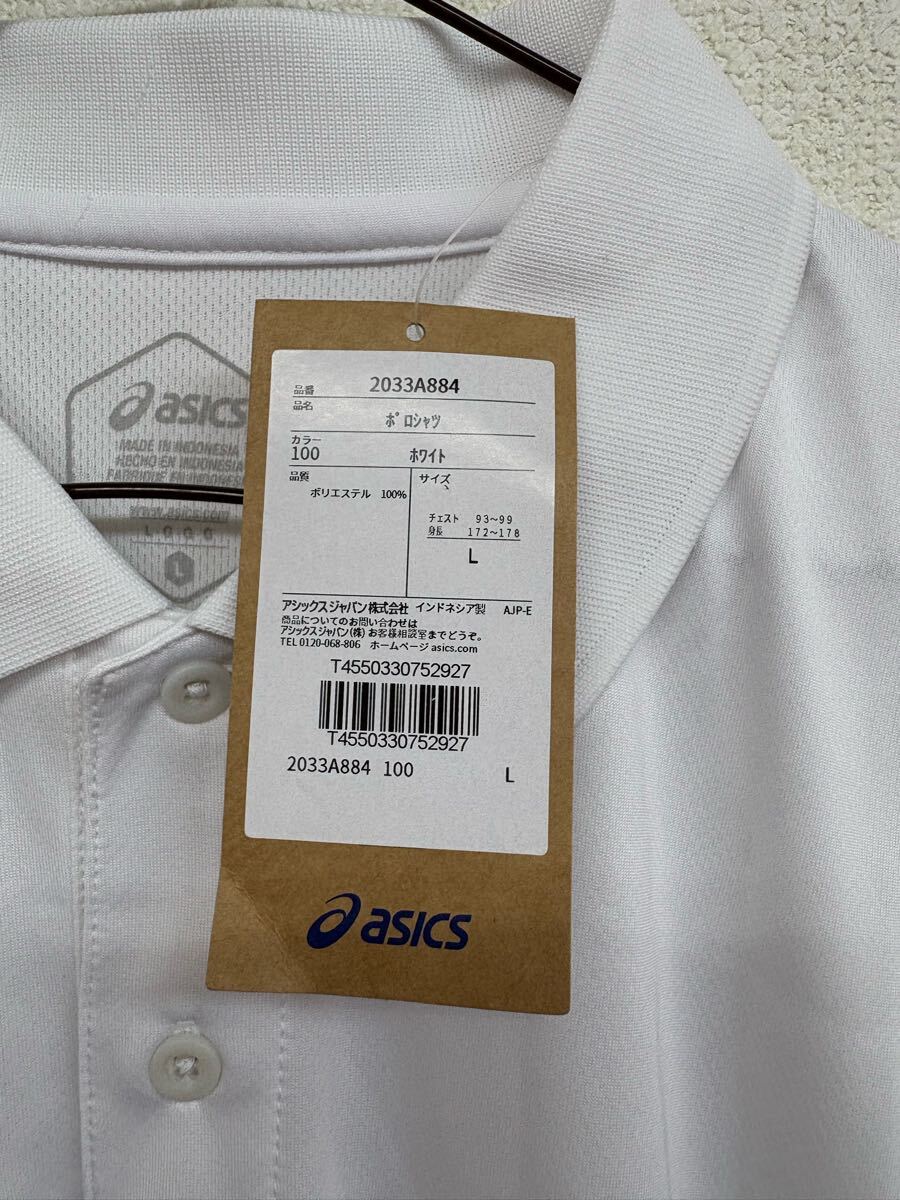 asics
MADE IN INDONESIA
HECHO EN INDONESIA
FABRIQUE EN INDONES
www.asics.com
L G G G
L
品番 2033A884
品名
ポロシャツ
カラー
100 ホワイト
品質
ポリエステル 100%
サイズ
チェスト 93~99
身長 172~178
L
アシックスジャパン株式会社 インドネシア製 AJP-E
商品についてのお問い合わせは
アシックスジャパン(株)お客様相談室までどうぞ。
TEL 0120-068-806 ホームページ asics.com
T4550330752927
T4550330752927
2033A884 100 L
asics